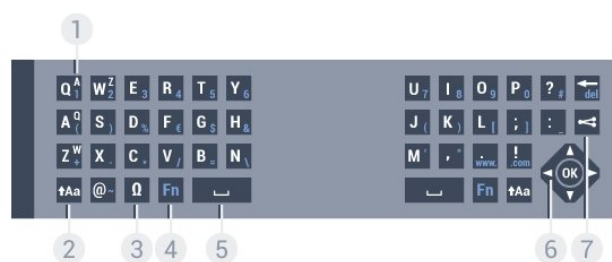 1
Q A 1 W Z 2 E 3 R 4 T 5 Y 6 U 7 I 8 O 9 P 0 ? # del
A Q ( S ) D % F € G $ H & J ( K ) L [ ; ] : _
Z W + X - C * V / B = N \ M ' , " . www. ! .com
Aa @ ~ Ω Fn Fn Aa OK
2 3 4 5 6 7